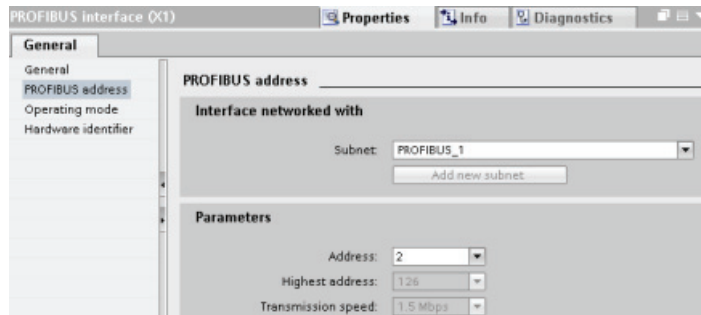 PROFIBUS interface (X1)
Properties
Info
Diagnostics
General
General
PROFIBUS address
Operating mode
Hardware identifier
PROFIBUS address
Interface networked with
Subnet: PROFIBUS_1
Add new subnet
Parameters
Address: 2
Highest address: 126
Transmission speed: 1.5 Mbps